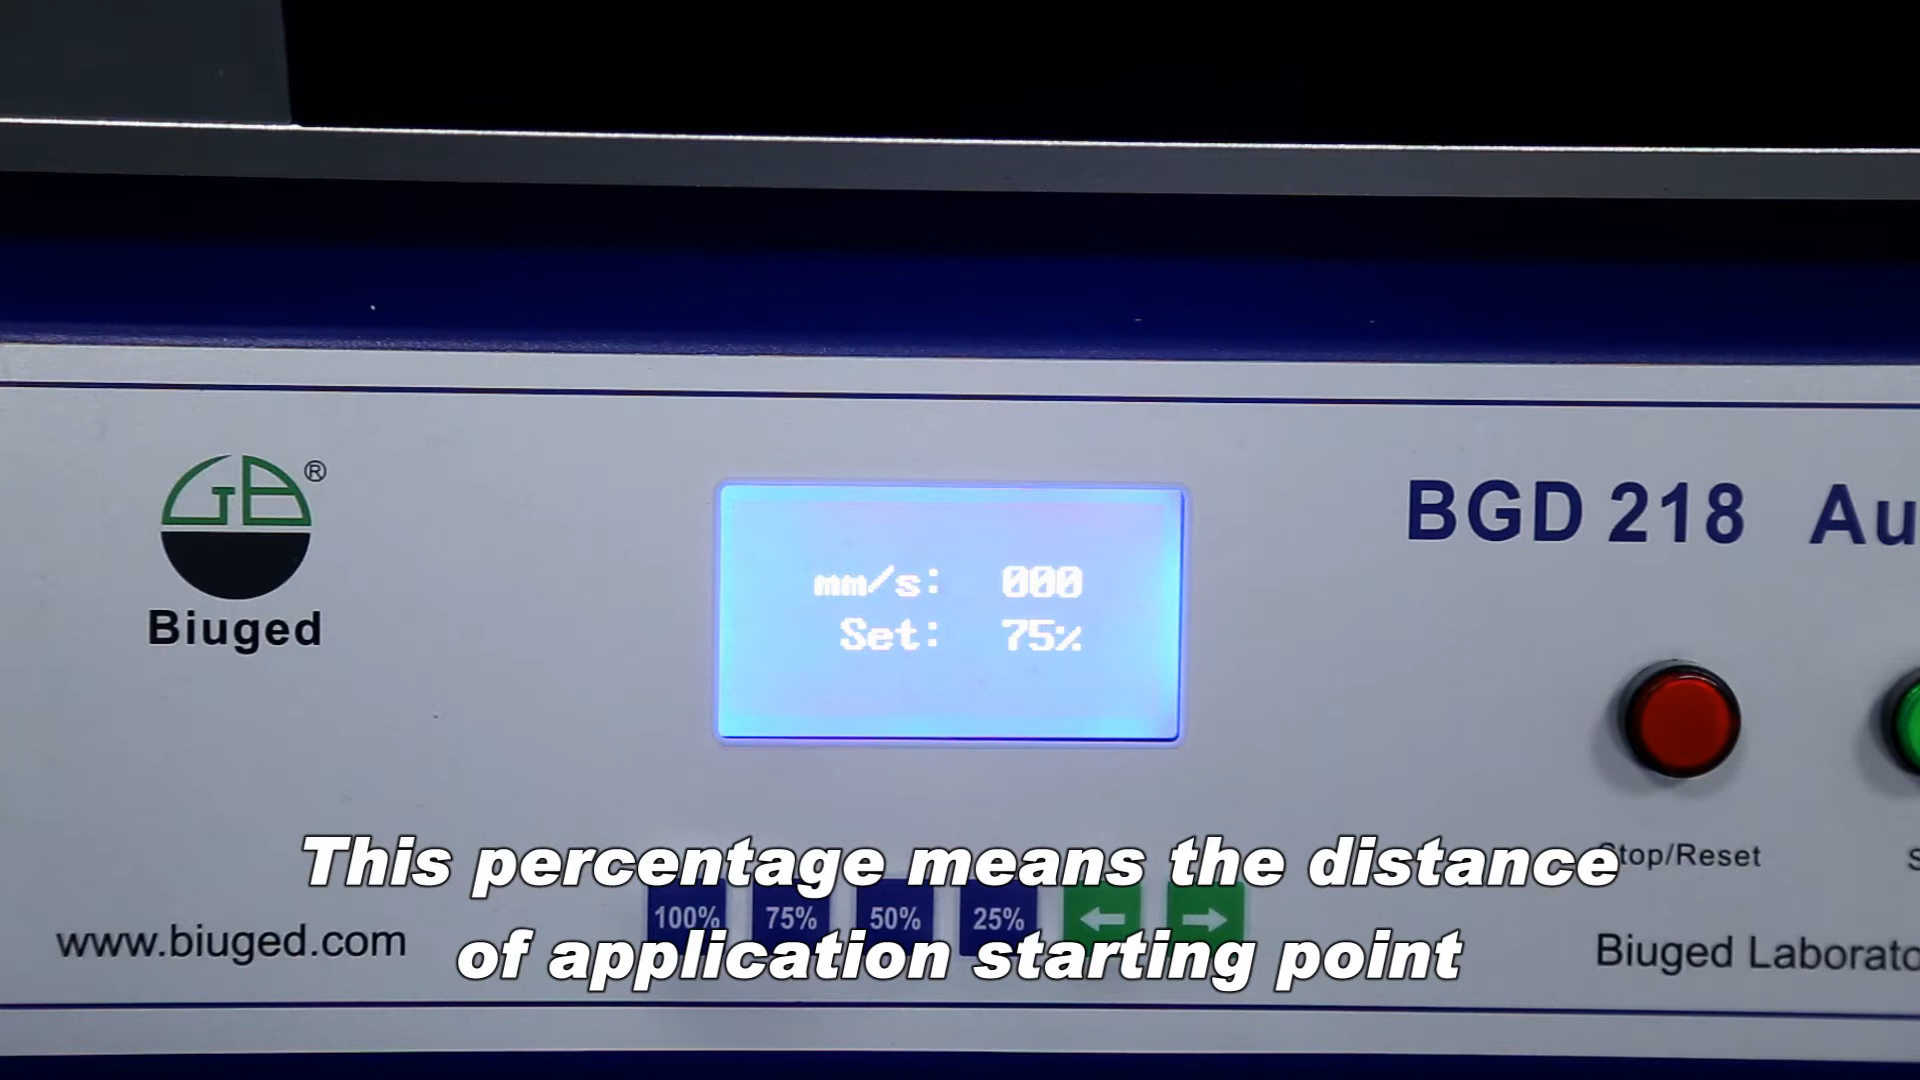 GB®
Biuged
mm/s: 000
Set: 75%
BGD 218 Au
Stop/Reset
This percentage means the distance
of application starting point
100% 75% 50% 25% ← →
www.biuged.com
Biuged Laborato